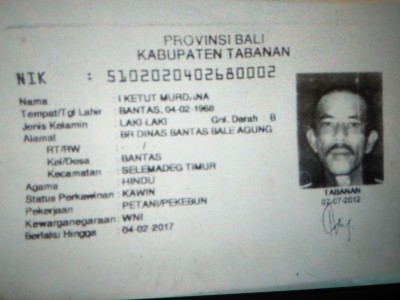 PROVINSI BALI
KABUPATEN TABANAN
NIK : 5102020402680002
Nama : I KETUT MURDANA
Tempat/Tgl Lahir : BANTAS, 04-02-1968
Jenis Kelamin : LAKI-LAKI Gol. Darah : B
Alamat : BR DINAS BANTAS BALE AGUNG
RT/RW : /
Kel/Desa : BANTAS
Kecamatan : SELEMADEG TIMUR
Agama : HINDU
Status Perkawinan : KAWIN
Pekerjaan : PETANI/PEKEBUN
Kewarganegaraan : WNI
Berlaku Hingga : 04-02-2017
TABANAN
07-07-2012